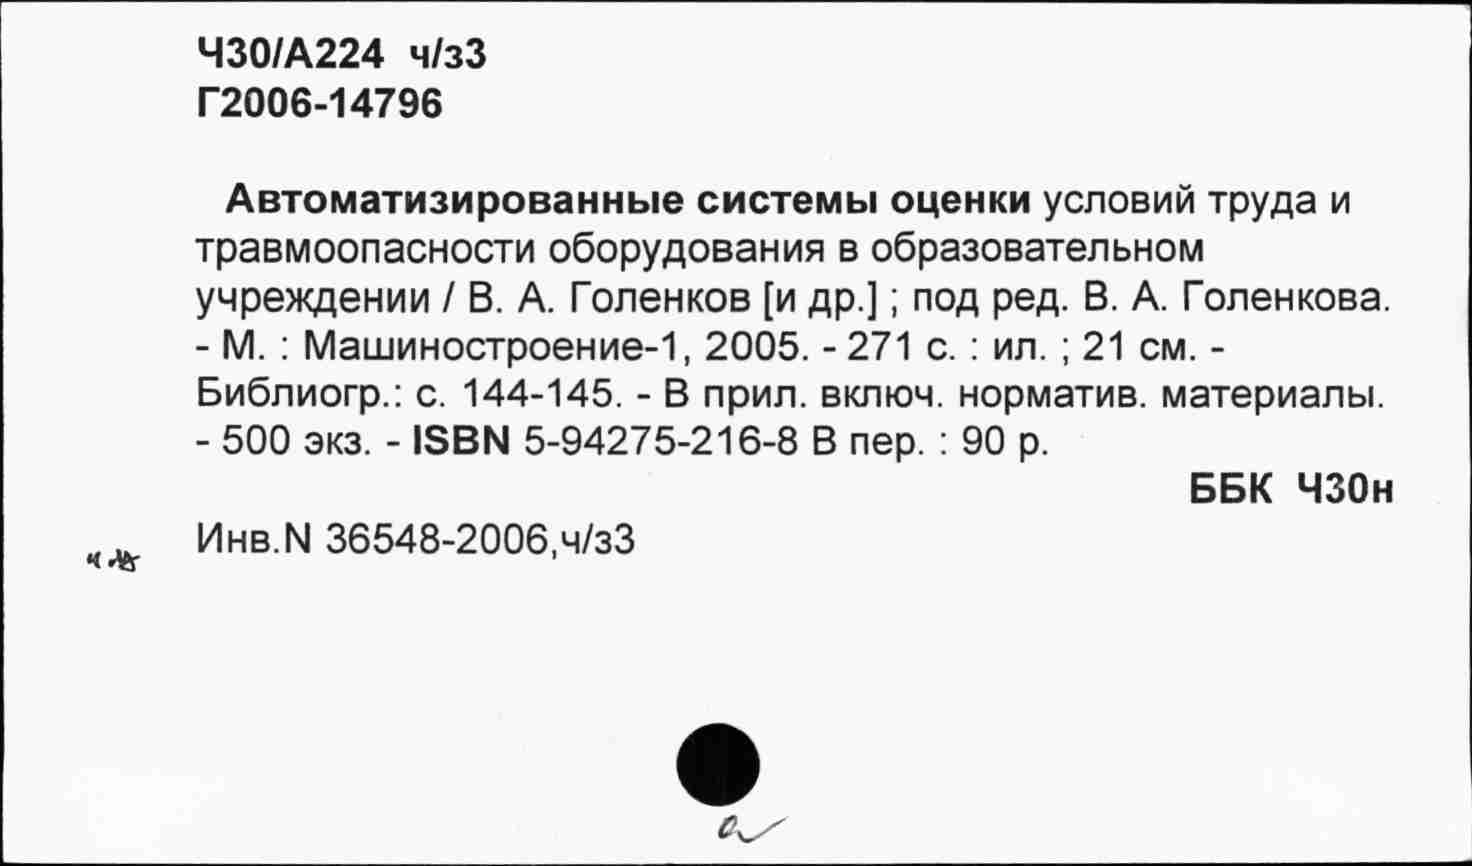 Ч30/А224 ч/з3
Г2006-14796
Автоматизированные системы оценки условий труда и
травмоопасности оборудования в образовательном
учреждении / В. А. Голенков [и др.] ; под ред. В. А. Голенкова.
- М. : Машиностроение-1, 2005. - 271 с. : ил. ; 21 см. -
Библиогр.: с. 144-145. - В прил. включ. норматив. материалы.
- 500 экз. - ISBN 5-94275-216-8 В пер. : 90 р.
ББК Ч30н
Инв.N 36548-2006,ч/з3